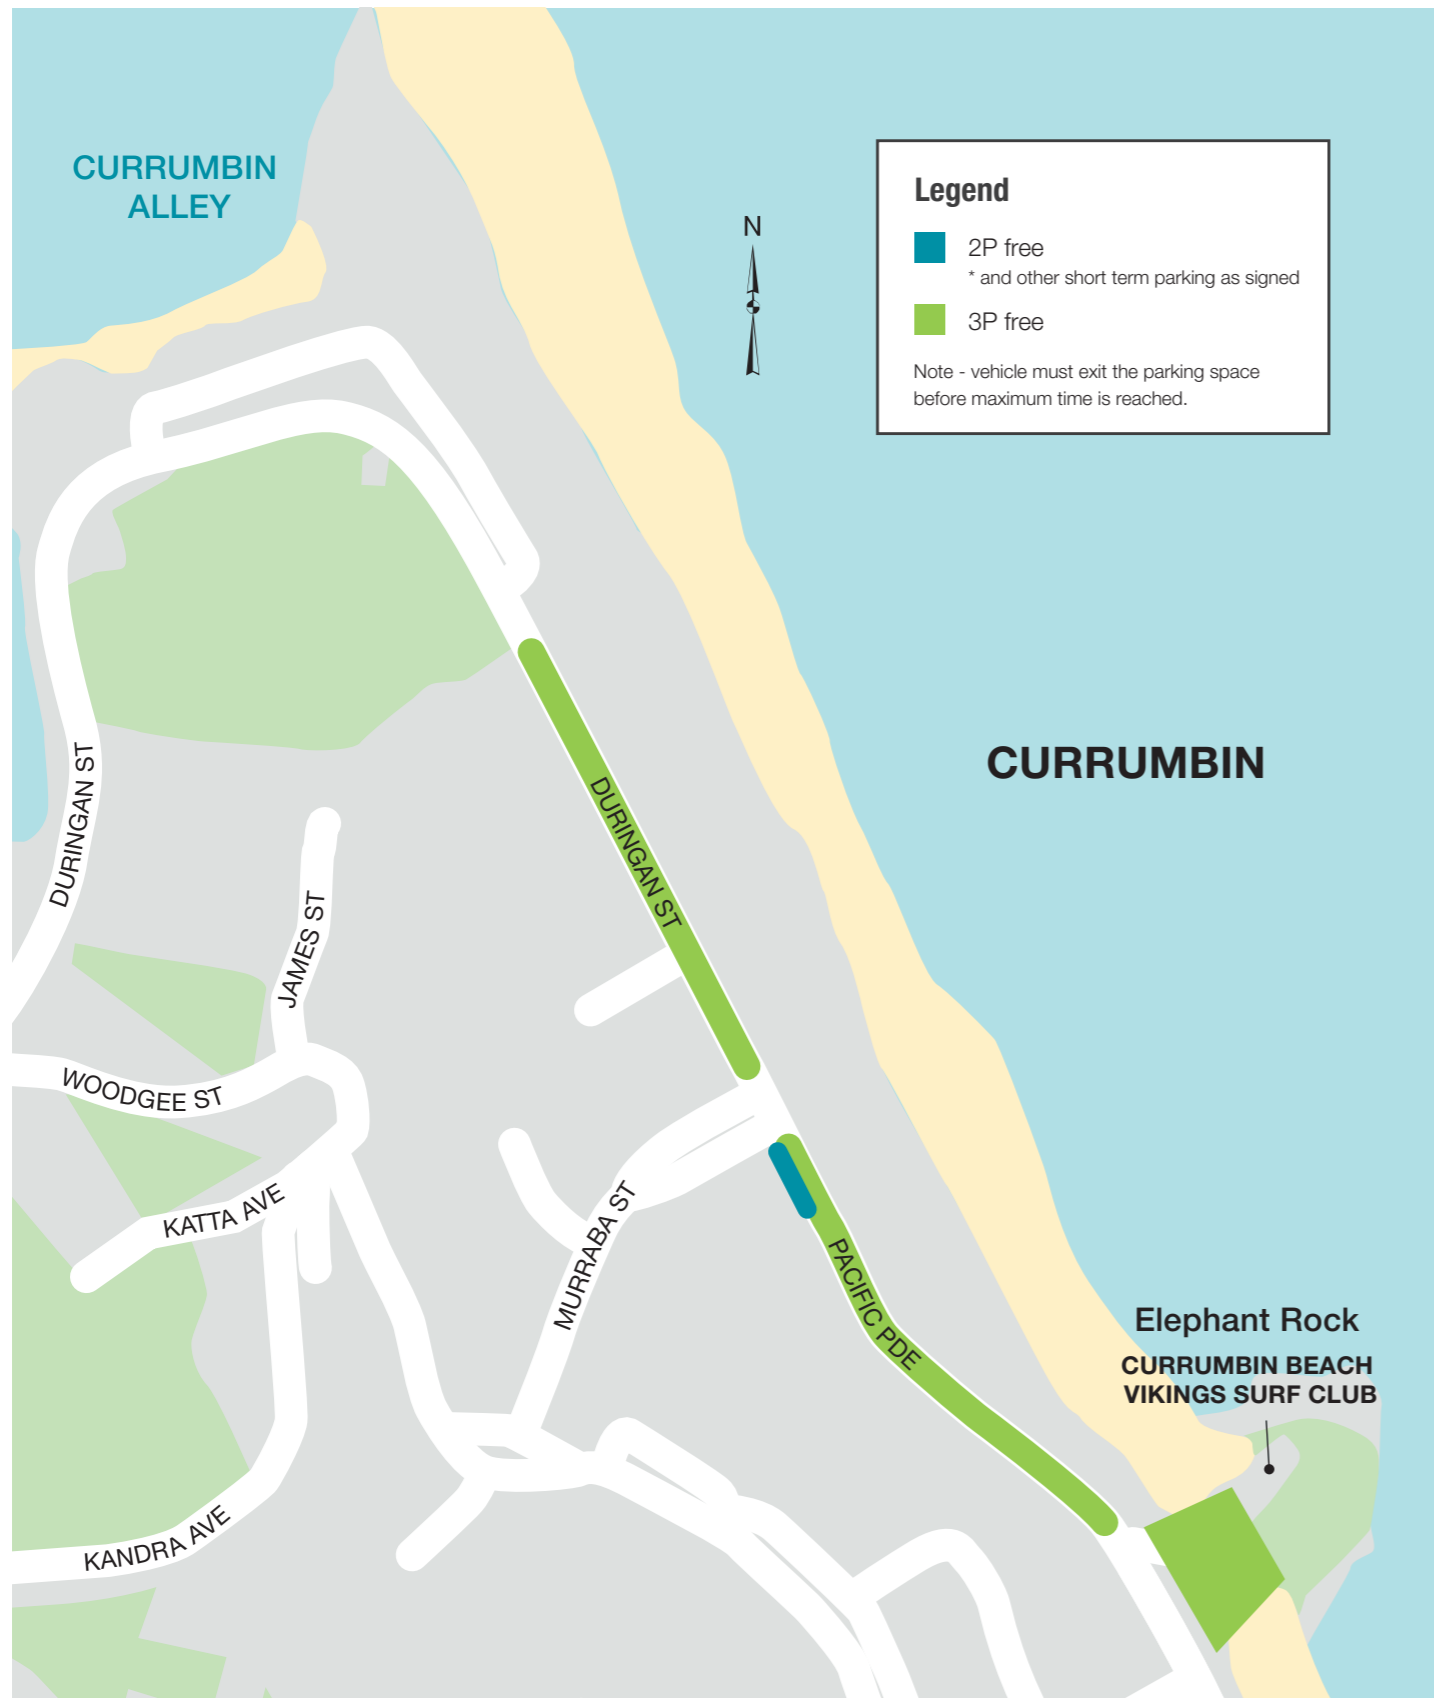 CURRUMBIN
ALLEY
N
Legend
2P free
* and other short term parking as signed
3P free
Note - vehicle must exit the parking space
before maximum time is reached.
CURRUMBIN
DURINGAN ST
DURINGAN ST
JAMES ST
WOODGEE ST
KATTA AVE
MURRABA ST
PACIFIC PDE
Elephant Rock
CURRUMBIN BEACH
VIKINGS SURF CLUB
KANDRA AVE